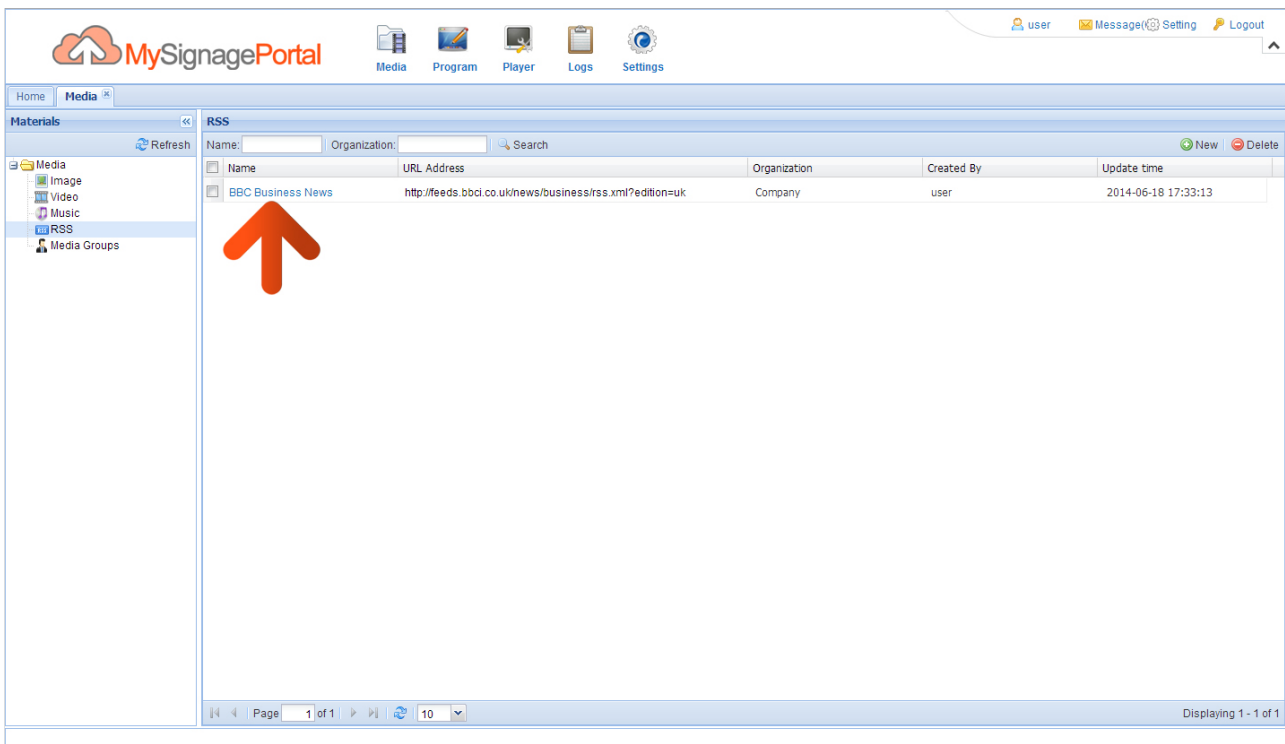 user Message( Setting Logout
MySignagePortal
Media Program Player Logs Settings
Home Media
Materials RSS
Refresh Name: Organization: Search New Delete
Media
Image
Video
Music
RSS
Media Groups
Name URL Address Organization Created By Update time
BBC Business News http://feeds.bbci.co.uk/news/business/rss.xml?edition=uk Company user 2014-06-18 17:33:13
Page 1 of 1 10 Displaying 1 - 1 of 1